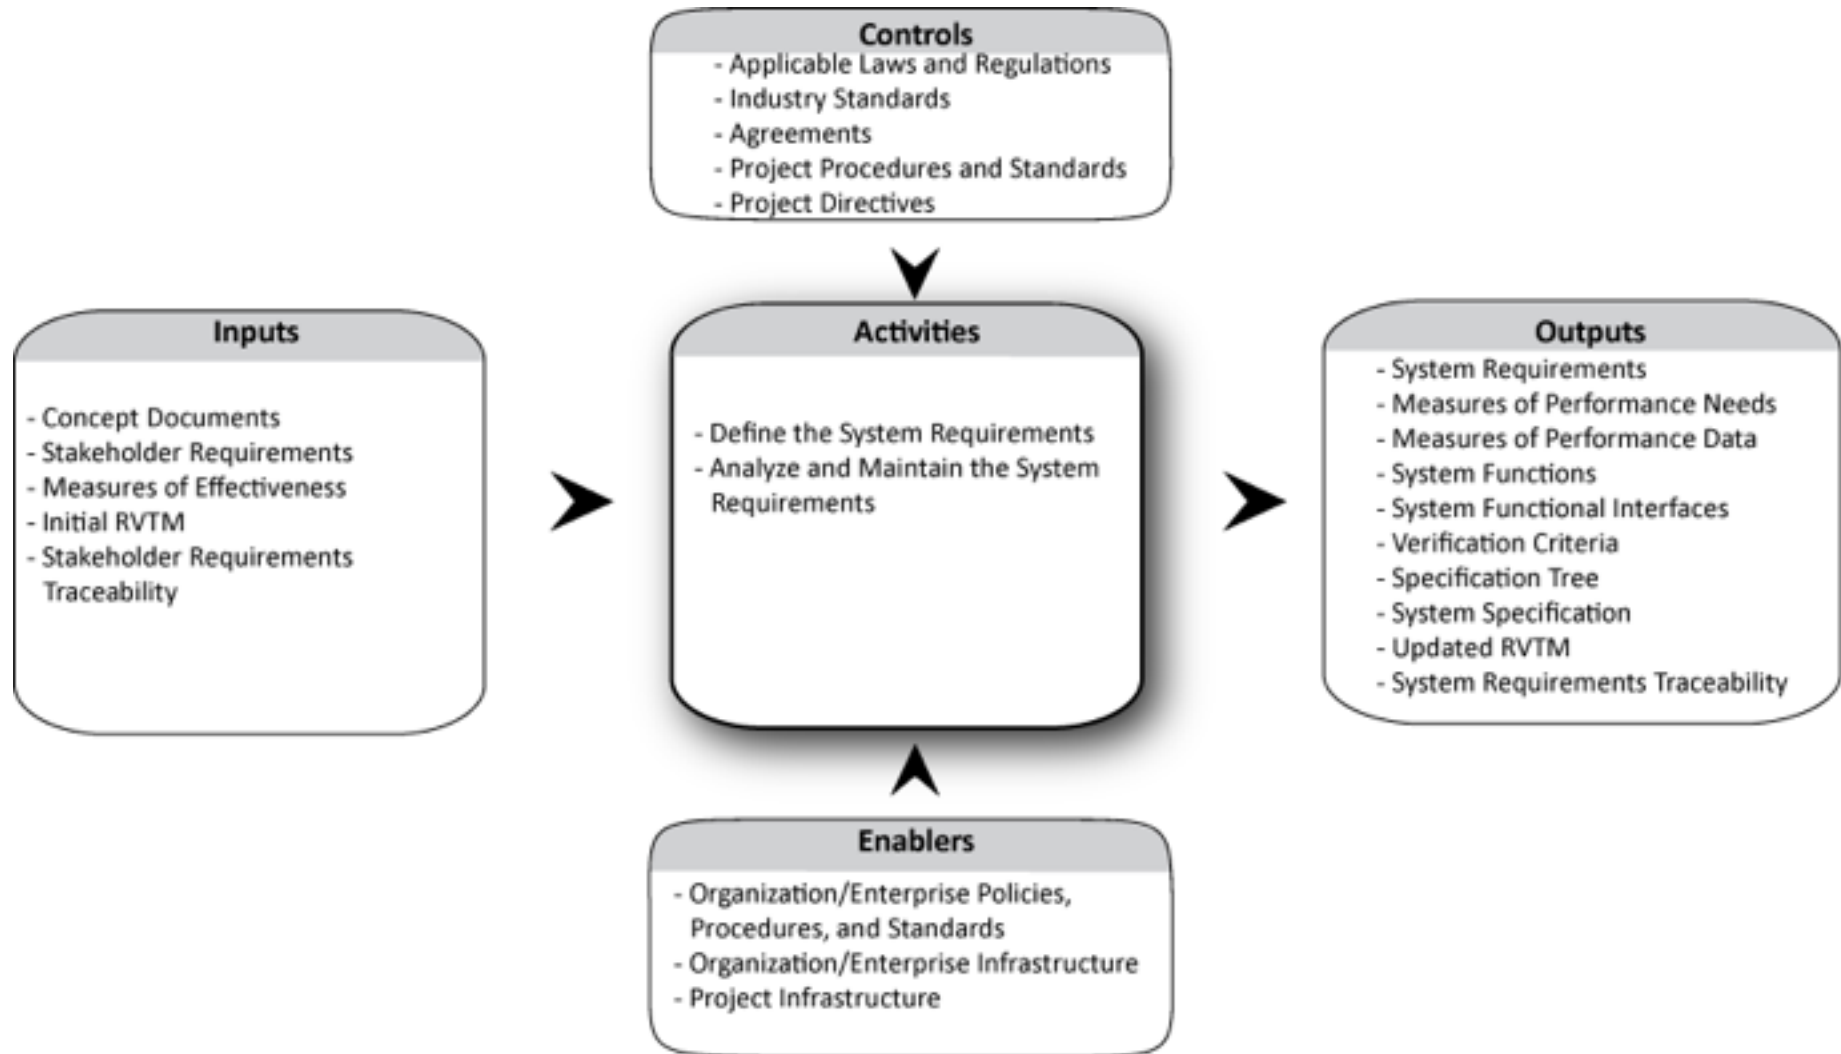 Controls
- Applicable Laws and Regulations
- Industry Standards
- Agreements
- Project Procedures and Standards
- Project Directives
Inputs
- Concept Documents
- Stakeholder Requirements
- Measures of Effectiveness
- Initial RVTM
- Stakeholder Requirements
Traceability
Activities
- Define the System Requirements
- Analyze and Maintain the System
Requirements
Outputs
- System Requirements
- Measures of Performance Needs
- Measures of Performance Data
- System Functions
- System Functional Interfaces
- Verification Criteria
- Specification Tree
- System Specification
- Updated RVTM
- System Requirements Traceability
Enablers
- Organization/Enterprise Policies,
Procedures, and Standards
- Organization/Enterprise Infrastructure
- Project Infrastructure